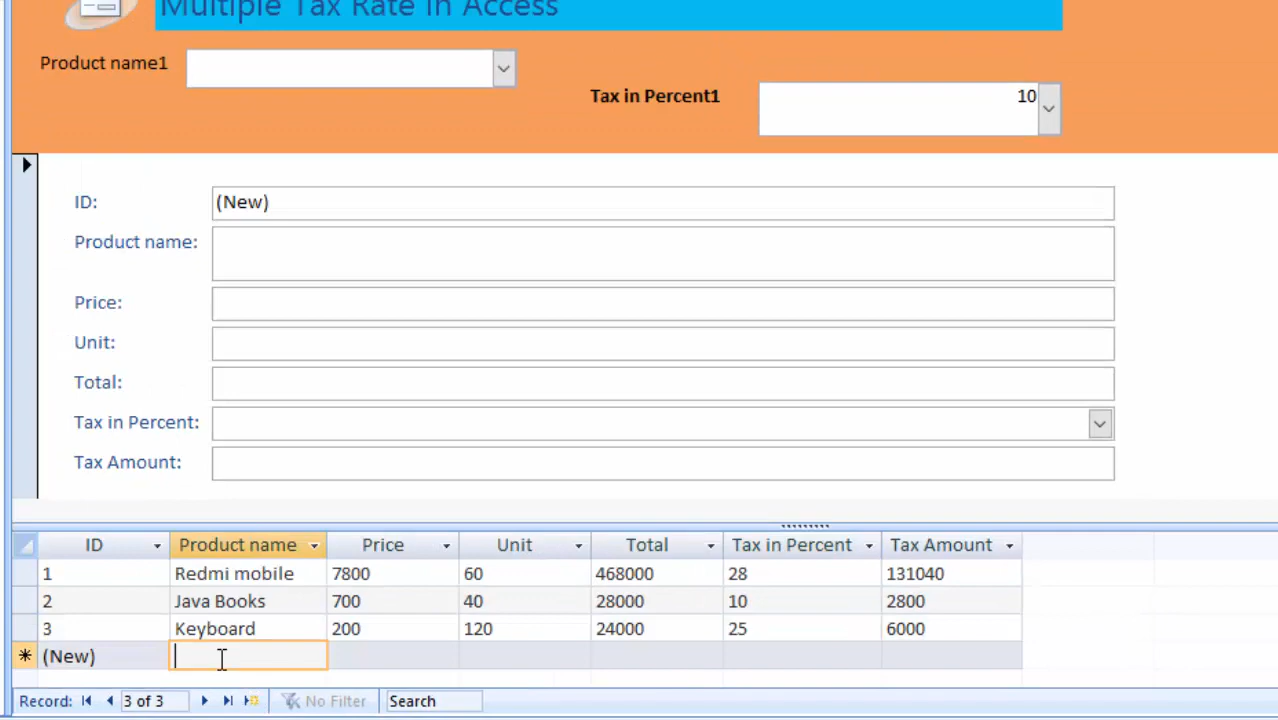 Multiple Tax Rate in Access
Product name1
Tax in Percent1 10
ID: (New)
Product name:
Price:
Unit:
Total:
Tax in Percent:
Tax Amount:
ID Product name Price Unit Total Tax in Percent Tax Amount
1 Redmi mobile 7800 60 468000 28 131040
2 Java Books 700 40 28000 10 2800
3 Keyboard 200 120 24000 25 6000
(New)
Record: 3 of 3 No Filter Search